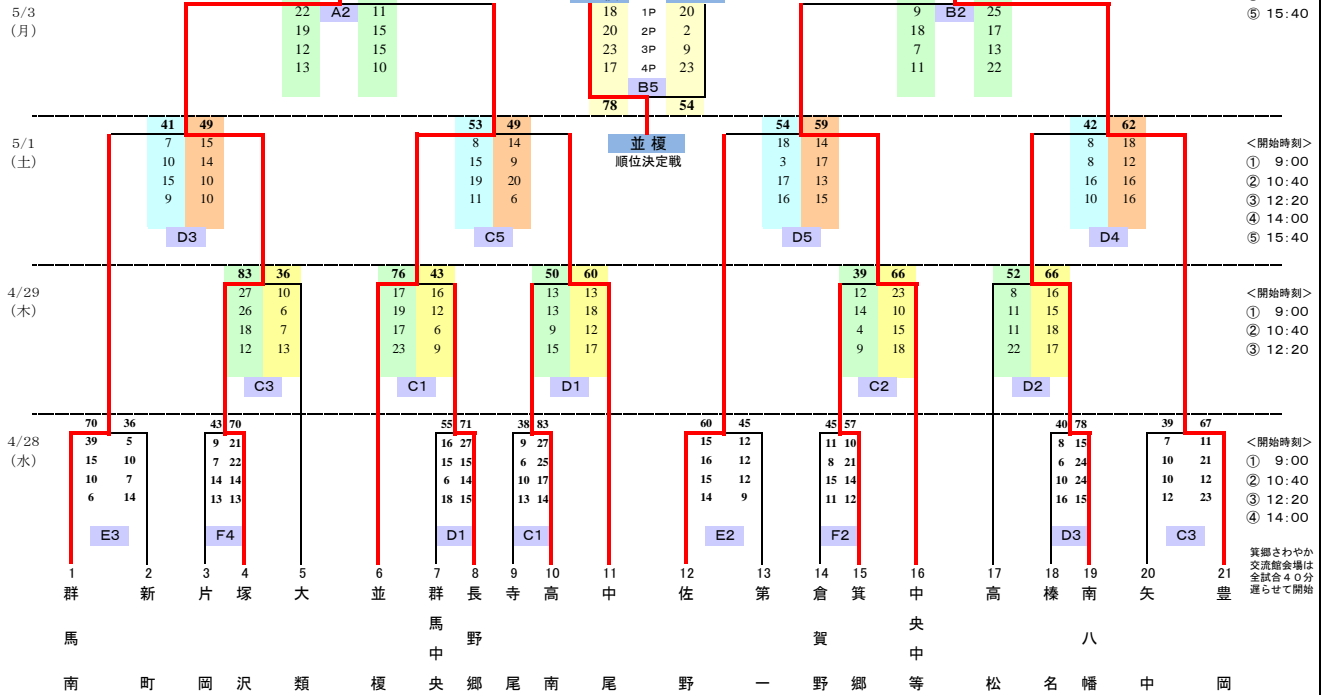 5/3 22 A2 11 18 1P 20 9 B2 25 ⑤ 15:40
(月) 19 15 20 2P 2 18 17
12 15 23 3P 9 7 13
13 10 17 4P 23 11 22
B5
78 54
5/1 41 49 53 49 並榎 54 59 42 62
(土) 7 15 8 14 順位決定戦 18 14 8 18 <開始時刻>
10 14 15 9 3 17 8 12 ① 9:00
15 10 19 20 17 13 16 16 ② 10:40
9 10 11 6 16 15 10 16 ③ 12:20
④ 14:00
D3 C5 D5 D4 ⑤ 15:40
4/29 83 36 76 43 50 60 39 66 52 66
(木) 27 10 17 16 13 13 12 23 8 16 <開始時刻>
26 6 19 12 13 18 14 10 11 15 ① 9:00
18 7 17 6 9 12 4 15 11 18 ② 10:40
12 13 23 9 15 17 9 18 22 17 ③ 12:20
C3 C1 D1 C2 D2
4/28 70 36 43 70 55 71 38 83 60 45 45 57 40 78 39 67
(水) 39 5 9 21 16 27 9 27 15 12 11 10 8 15 7 11 <開始時刻>
15 10 7 22 15 15 6 25 16 12 8 21 6 24 10 21 ① 9:00
10 7 14 14 6 14 10 17 15 12 15 14 10 24 10 12 ② 10:40
6 14 13 13 18 15 13 14 14 9 11 12 16 15 12 23 ③ 12:20
④ 14:00
E3 F4 D1 C1 E2 F2 D3 C3
箕郷さわやか
交流館会場は
全試合40分
遅らせて開始
1 2 3 4 5 6 7 8 9 10 11 12 13 14 15 16 17 18 19 20 21
群馬南
新町
片岡
塚沢
大類
並榎
群馬中央
長野郷
寺尾
高南
中尾
佐野
第一
倉賀野
箕郷
中央中等
高松
榛名
南八幡
矢中
豊岡